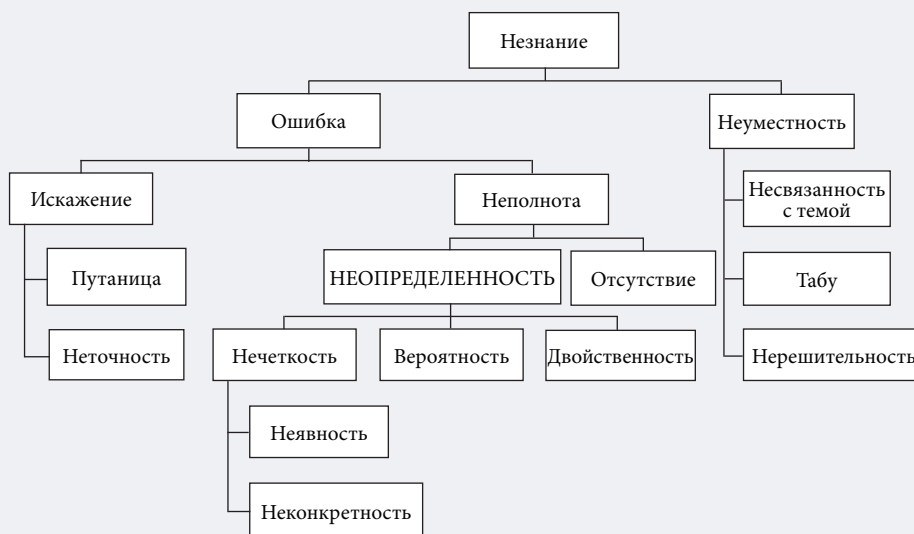 Незнание
Ошибка
Неуместность
Искажение
Неполнота
Несвязанность
с темой
Путаница
НЕОПРЕДЕЛЕННОСТЬ
Отсутствие
Табу
Неточность
Нечеткость
Вероятность
Двойственность
Нерешительность
Неявность
Неконкретность